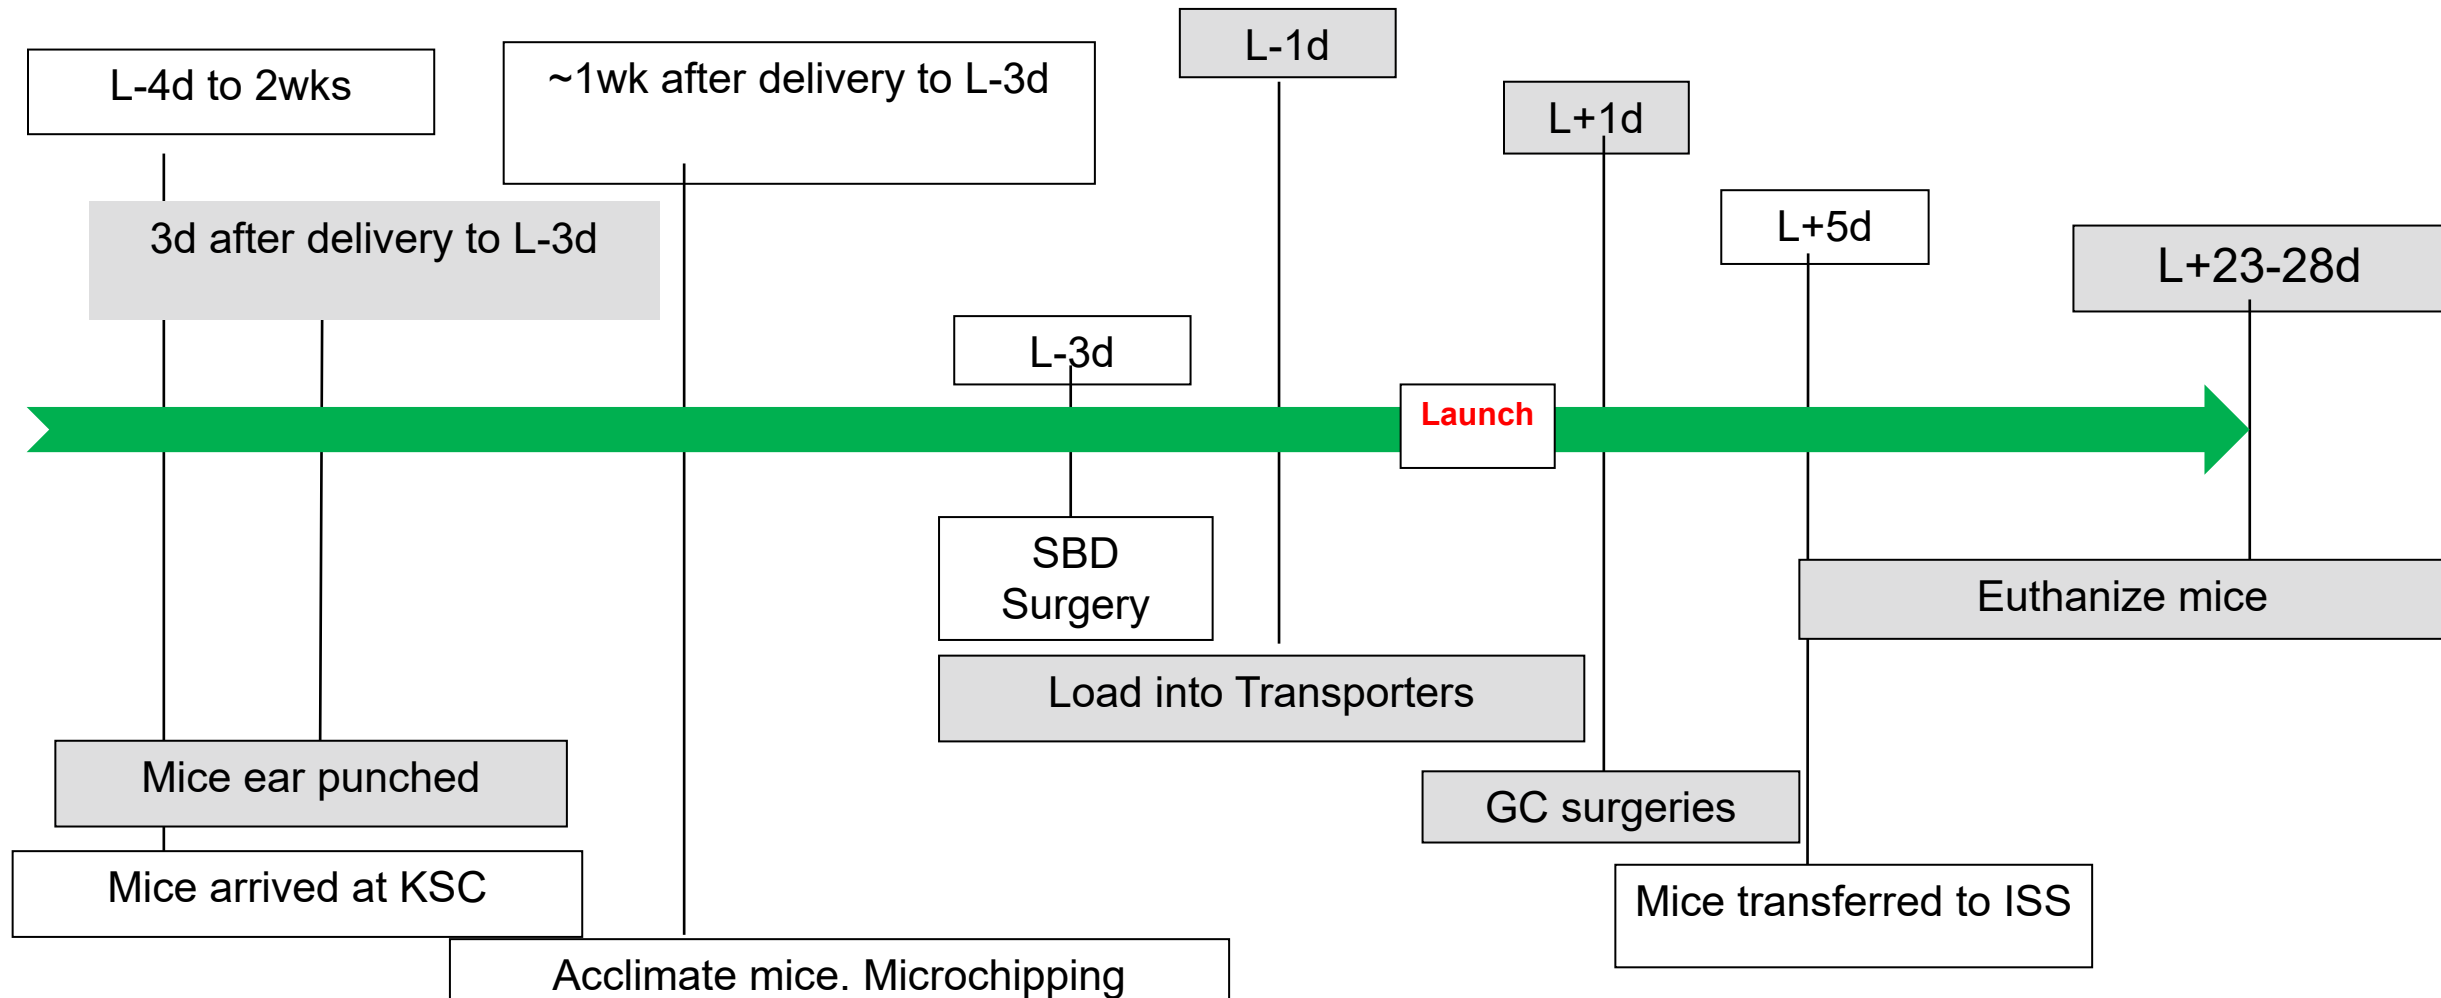 L-4d to 2wks
~1wk after delivery to L-3d
L-1d
L+1d
3d after delivery to L-3d
L+5d
L+23-28d
L-3d
Launch
SBD
Surgery
Euthanize mice
Load into Transporters
Mice ear punched
GC surgeries
Mice arrived at KSC
Mice transferred to ISS
Acclimate mice. Microchipping